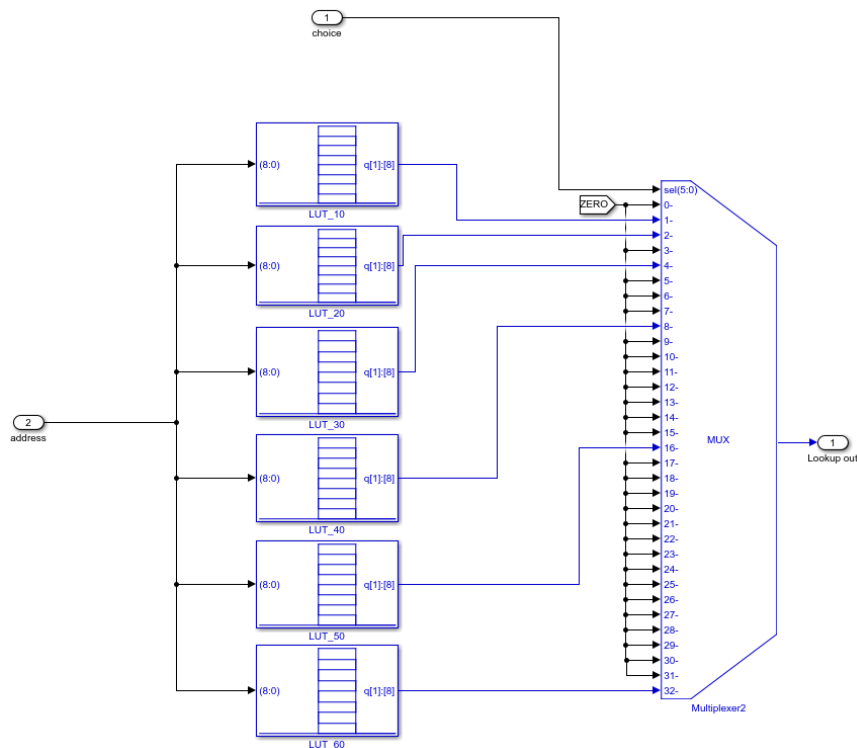 1
choice
(8:0) q[1]:[8]
LUT_10
(8:0) q[1]:[8]
LUT_20
(8:0) q[1]:[8]
LUT_30
2
address
(8:0) q[1]:[8]
LUT_40
(8:0) q[1]:[8]
LUT_50
(8:0) q[1]:[8]
LUT_60
ZERO
sel(5:0)
0-
1-
2-
3-
4-
5-
6-
7-
8-
9-
10-
11-
12-
13-
14-
15-
16-
17-
18-
19-
20-
21-
22-
23-
24-
25-
26-
27-
28-
29-
30-
31-
32-
MUX
Multiplexer2
1
Lookup out